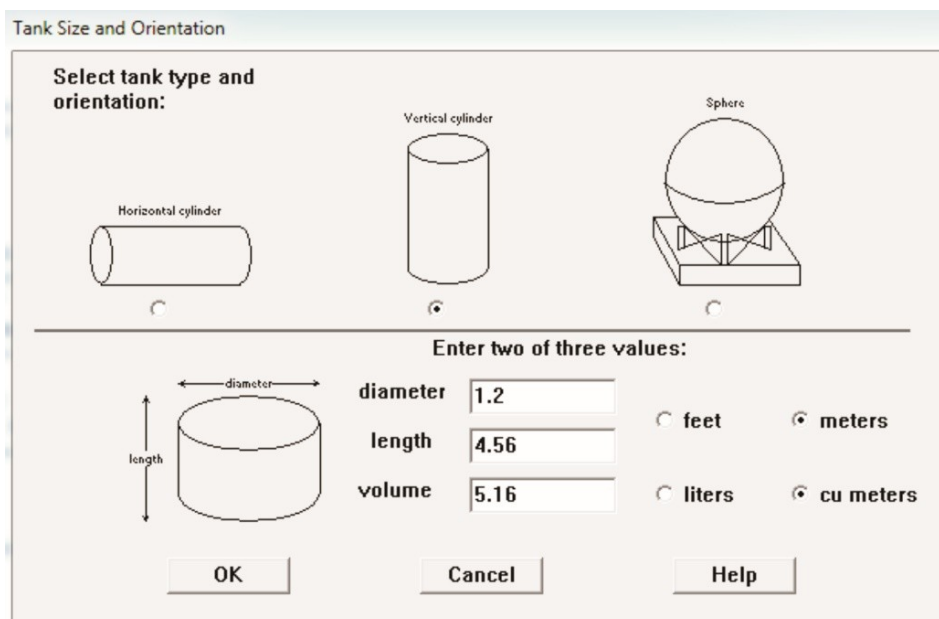 Tank Size and Orientation
Select tank type and
orientation:
Vertical cylinder
Sphere
Horizontal cylinder
Enter two of three values:
diameter
length
diameter 1.2
length 4.56
volume 5.16
feet
meters
liters
cu meters
OK
Cancel
Help